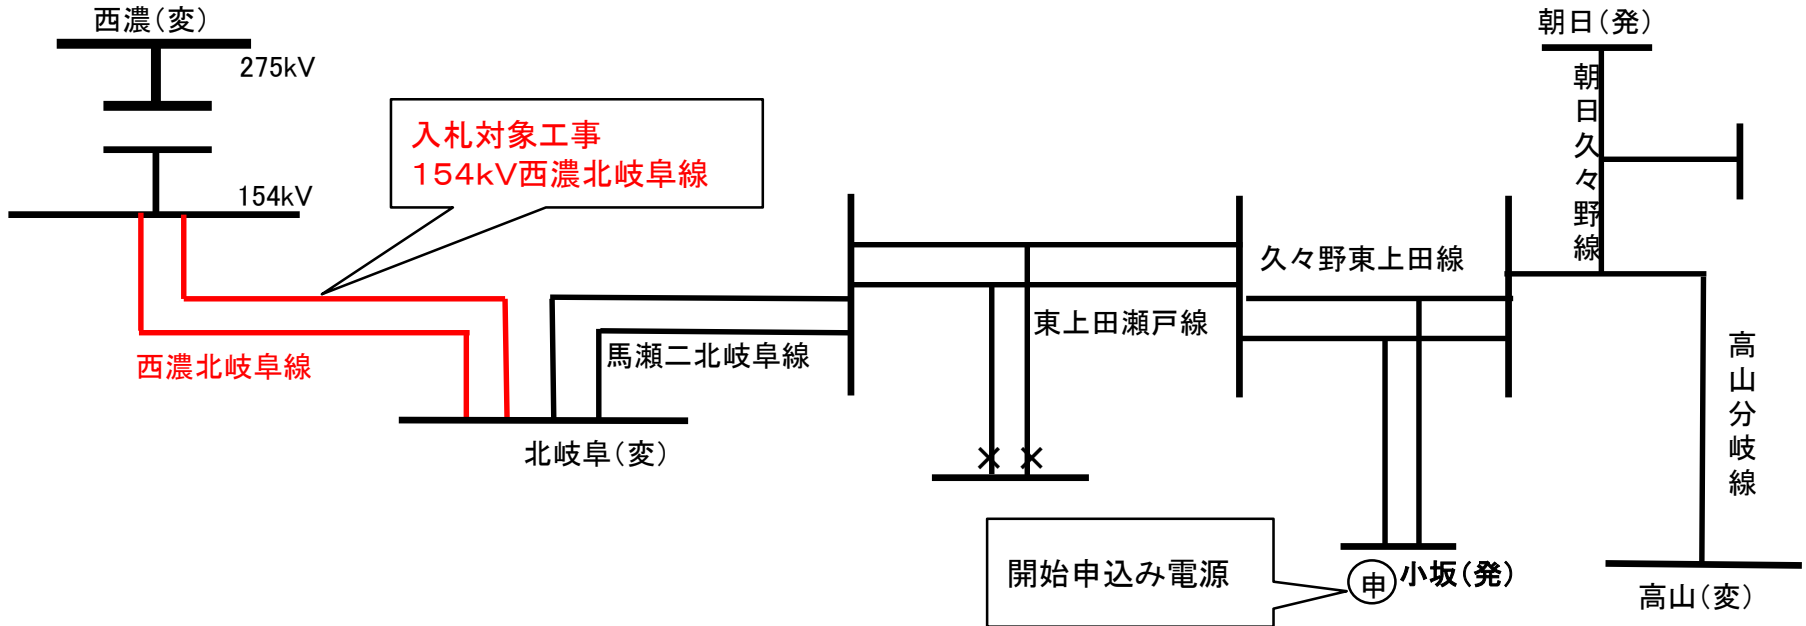 西濃(変)
275kV
154kV
入札対象工事
154kV西濃北岐阜線
西濃北岐阜線
北岐阜(変)
馬瀬二北岐阜線
東上田瀬戸線
久々野東上田線
朝日(発)
朝日久々野線
高山分岐線
開始申込み電源
申
小坂(発)
高山(変)